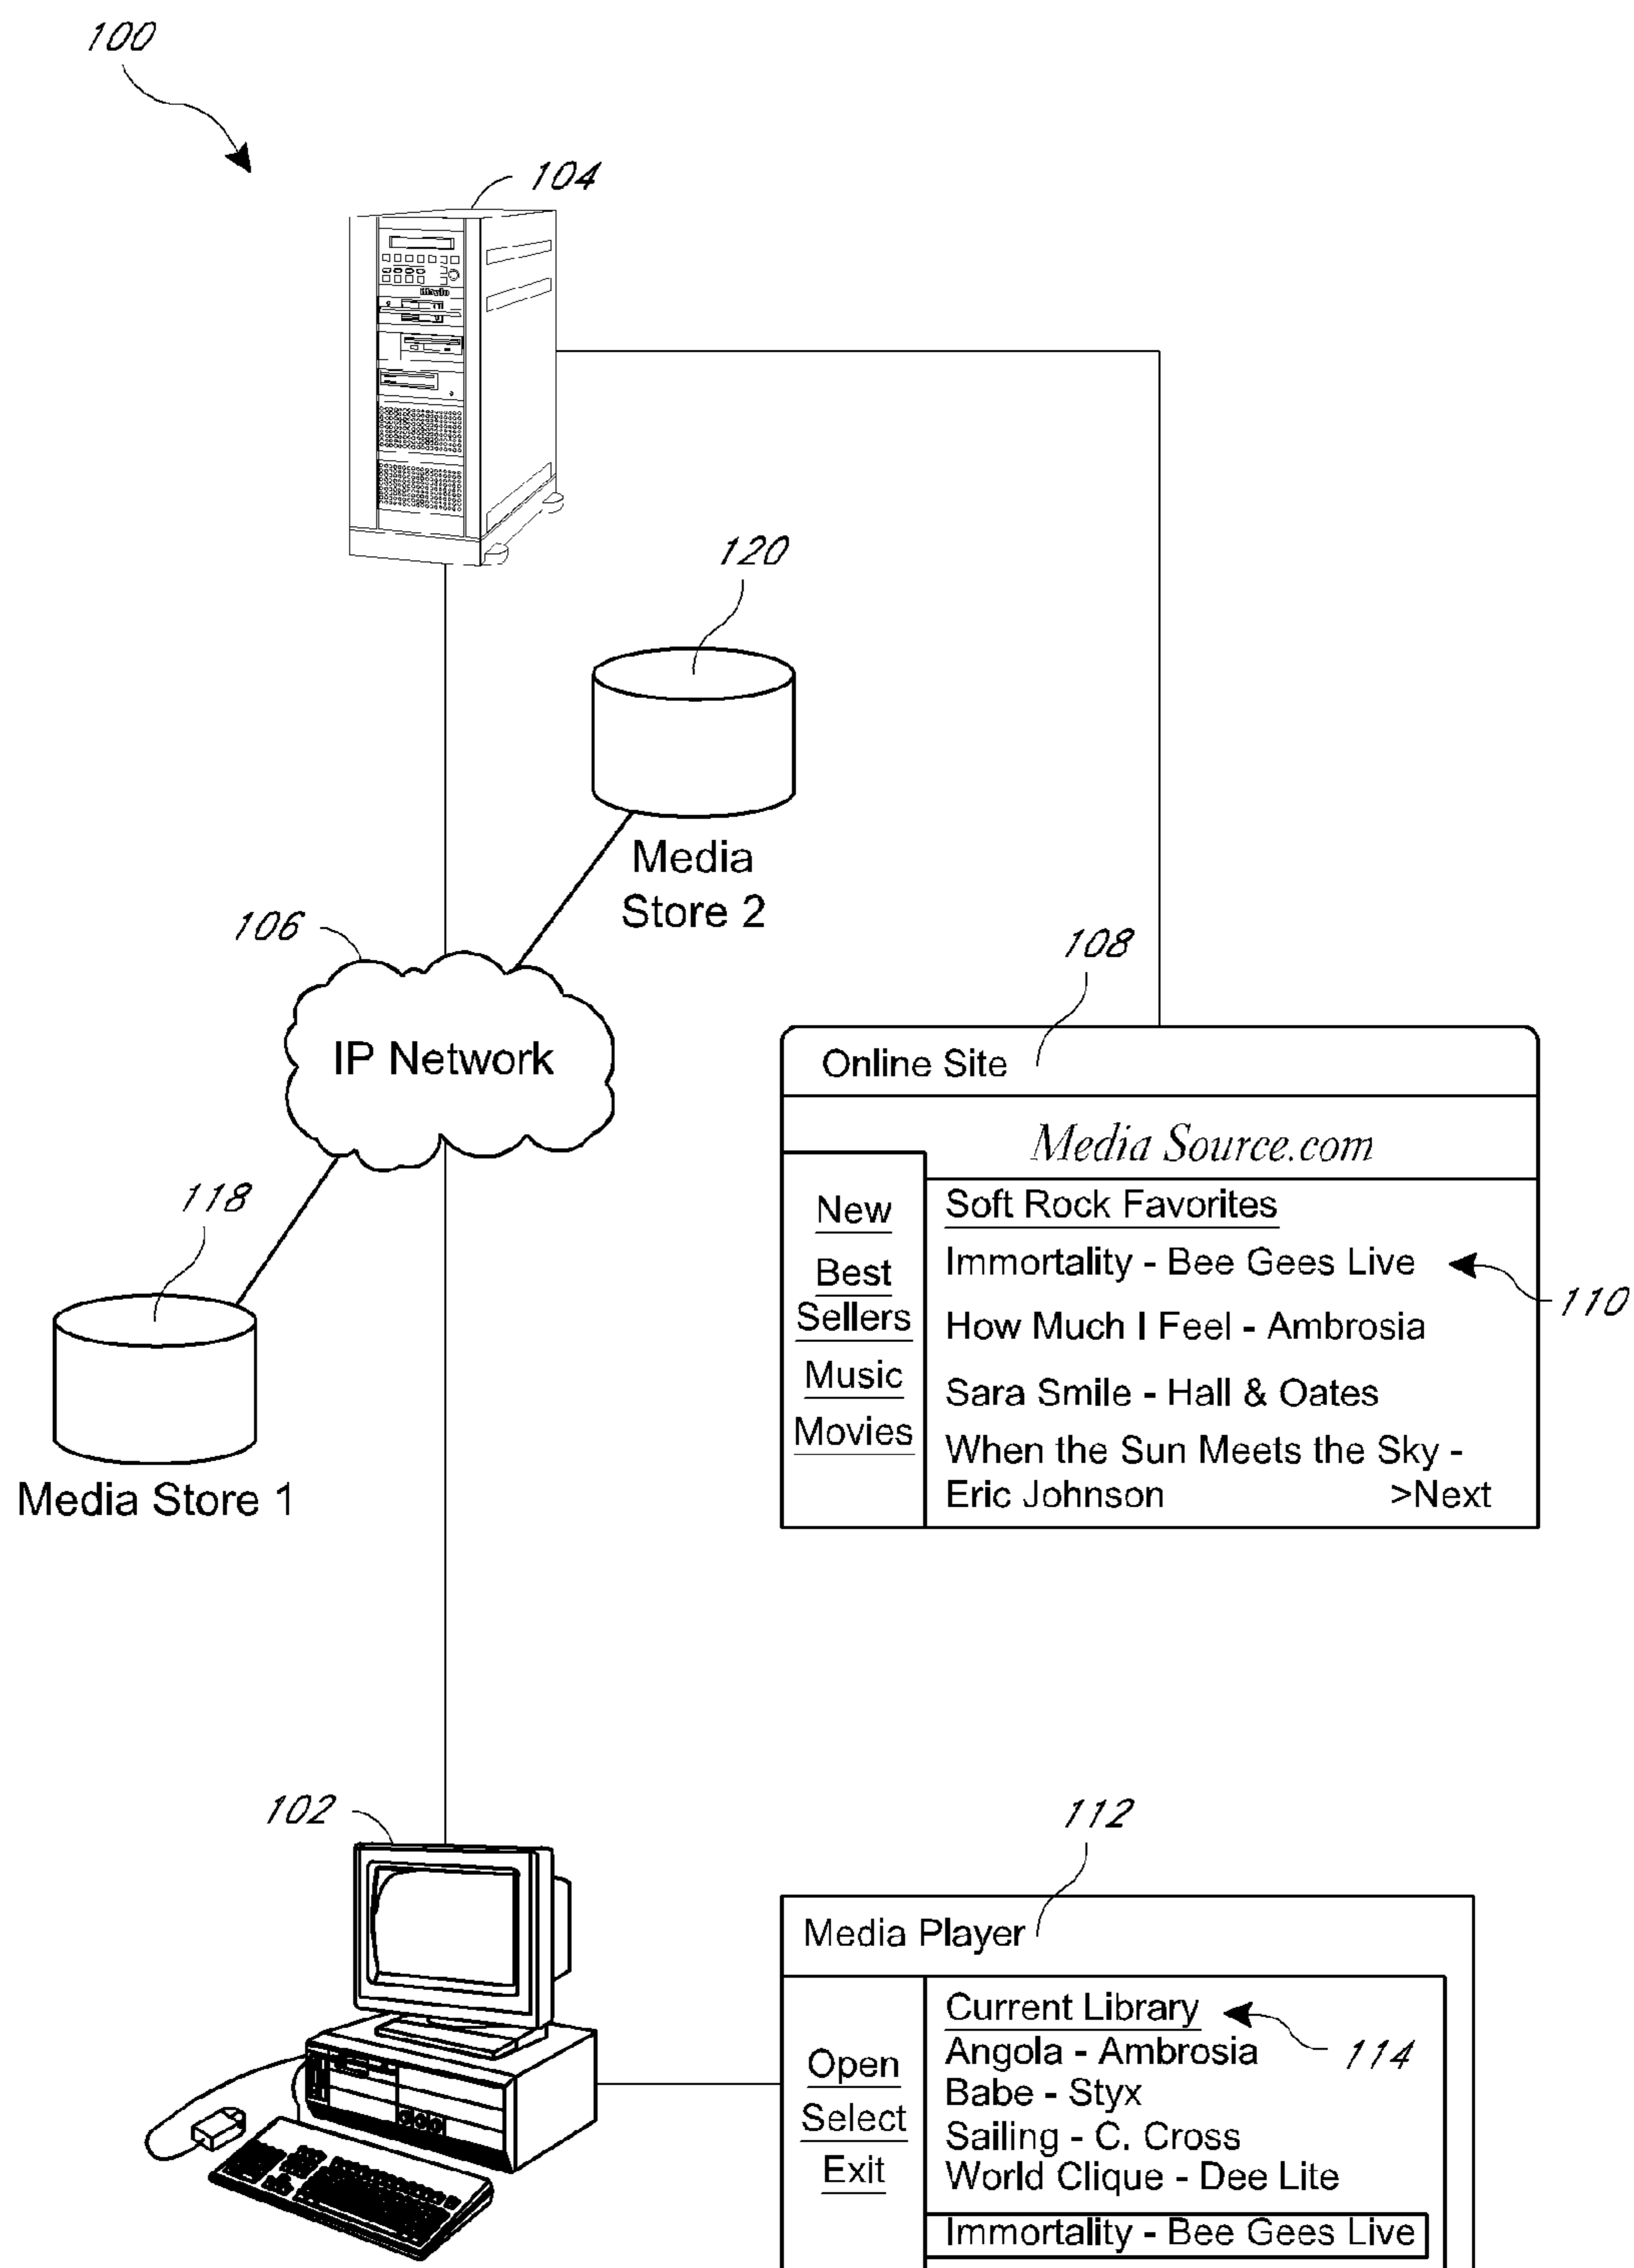 100
104
120
Media
Store 2
106
IP Network
108
Online Site
Media Source.com
New
Best
Sellers
Music
Movies
Soft Rock Favorites
Immortality - Bee Gees Live
110
How Much I Feel - Ambrosia
Sara Smile - Hall & Oates
When the Sun Meets the Sky -
Eric Johnson >Next
118
Media Store 1
102
112
Media Player
Open
Select
Exit
Current Library
114
Angola - Ambrosia
Babe - Styx
Sailing - C. Cross
World Clique - Dee Lite
Immortality - Bee Gees Live